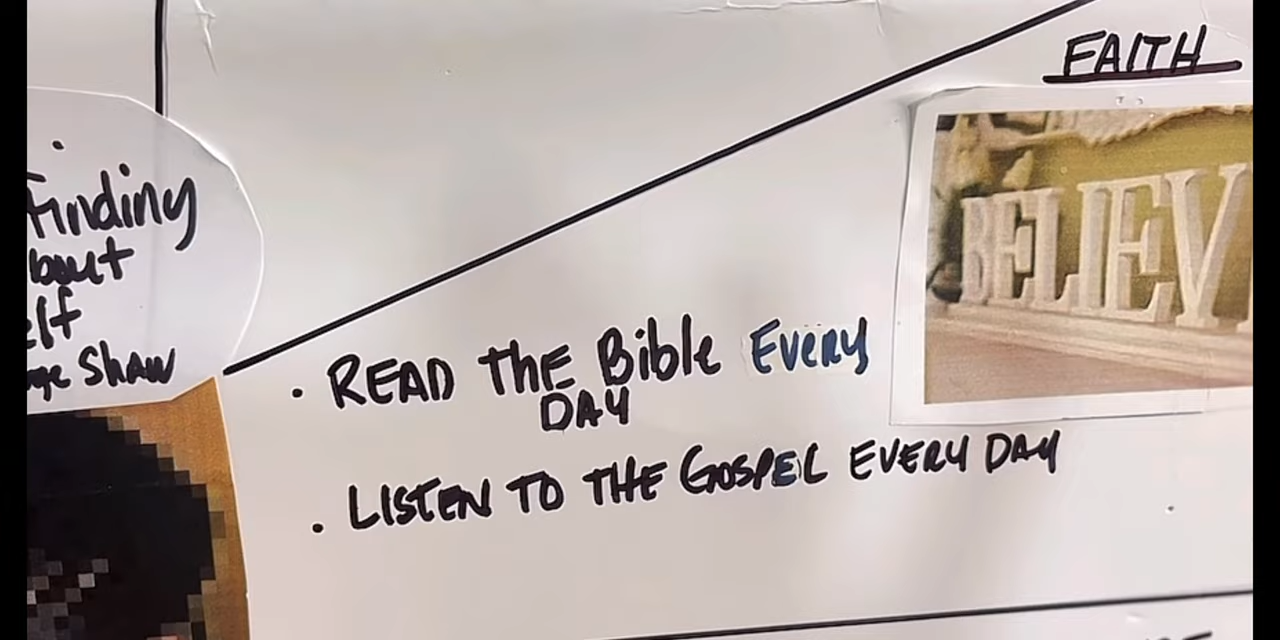 FAITH
BELIEV
Finding
bout
elf
Shaw
• READ THE Bible Every
DAY
• LISTEN TO THE GOSPEL EVERY DAY